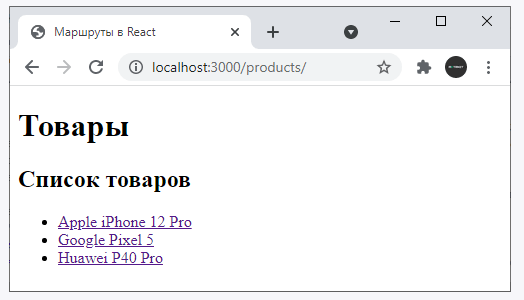 Маршруты в React
localhost:3000/products/
Товары
Список товаров
Apple iPhone 12 Pro
Google Pixel 5
Huawei P40 Pro